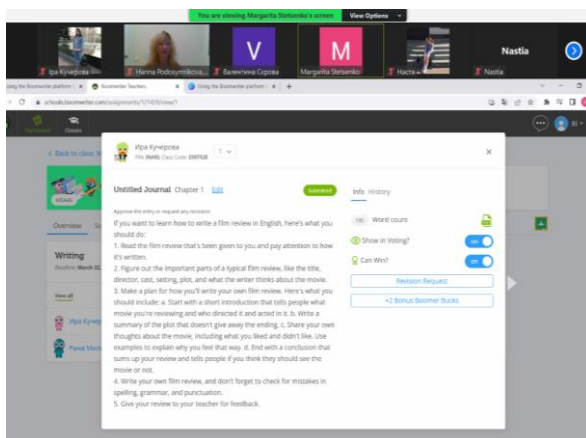 You are viewing Margarita Stetsenko's screen View Options
V
M
Nastia
Іра Кучерова
Hanna Podosynnikova...
Валентина Сєрова
Margarita Stetsenko
Настя
Nastia
Using the Boomwriter platform
Boomwriter Teachers
Using the Boomwriter platform
schools.boomwriter.com/assignments/121409/view/1
Dashboard
Classes
< Back to class:
Overview
Writing
Deadline: March 22,
View all
Ира Кучер
Ира Кучерова
1
Untitled Journal Chapter 1 Edit
Submitted
Approve the entry or request any revisions
If you want to learn how to write a film review in English, here's what you
should do:
1. Read the film review that's been given to you and pay attention to how
it's written.
2. Figure out the important parts of a typical film review, like the title,
director, cast, setting, plot, and what the writer thinks about the movie.
3. Make a plan for how you'll write your own film review. Here's what you
should include: a. Start with a short introduction that tells people what
movie you're reviewing and who directed it and acted in it. b. Write a
summary of the plot that doesn't give away the ending. c. Share your own
thoughts about the movie, including what you liked and didn't like. Use
examples to explain why you feel that way. d. End with a conclusion that
sums up your review and tells people if you think they should see the
movie or not.
4. Write your own film review, and don't forget to check for mistakes in
spelling, grammar, and punctuation.
5. Give your review to your teacher for feedback.
Info History
Word count
Show in Voting?
Can Win?
Revision Request
+2 Bonus Boomer Bucks